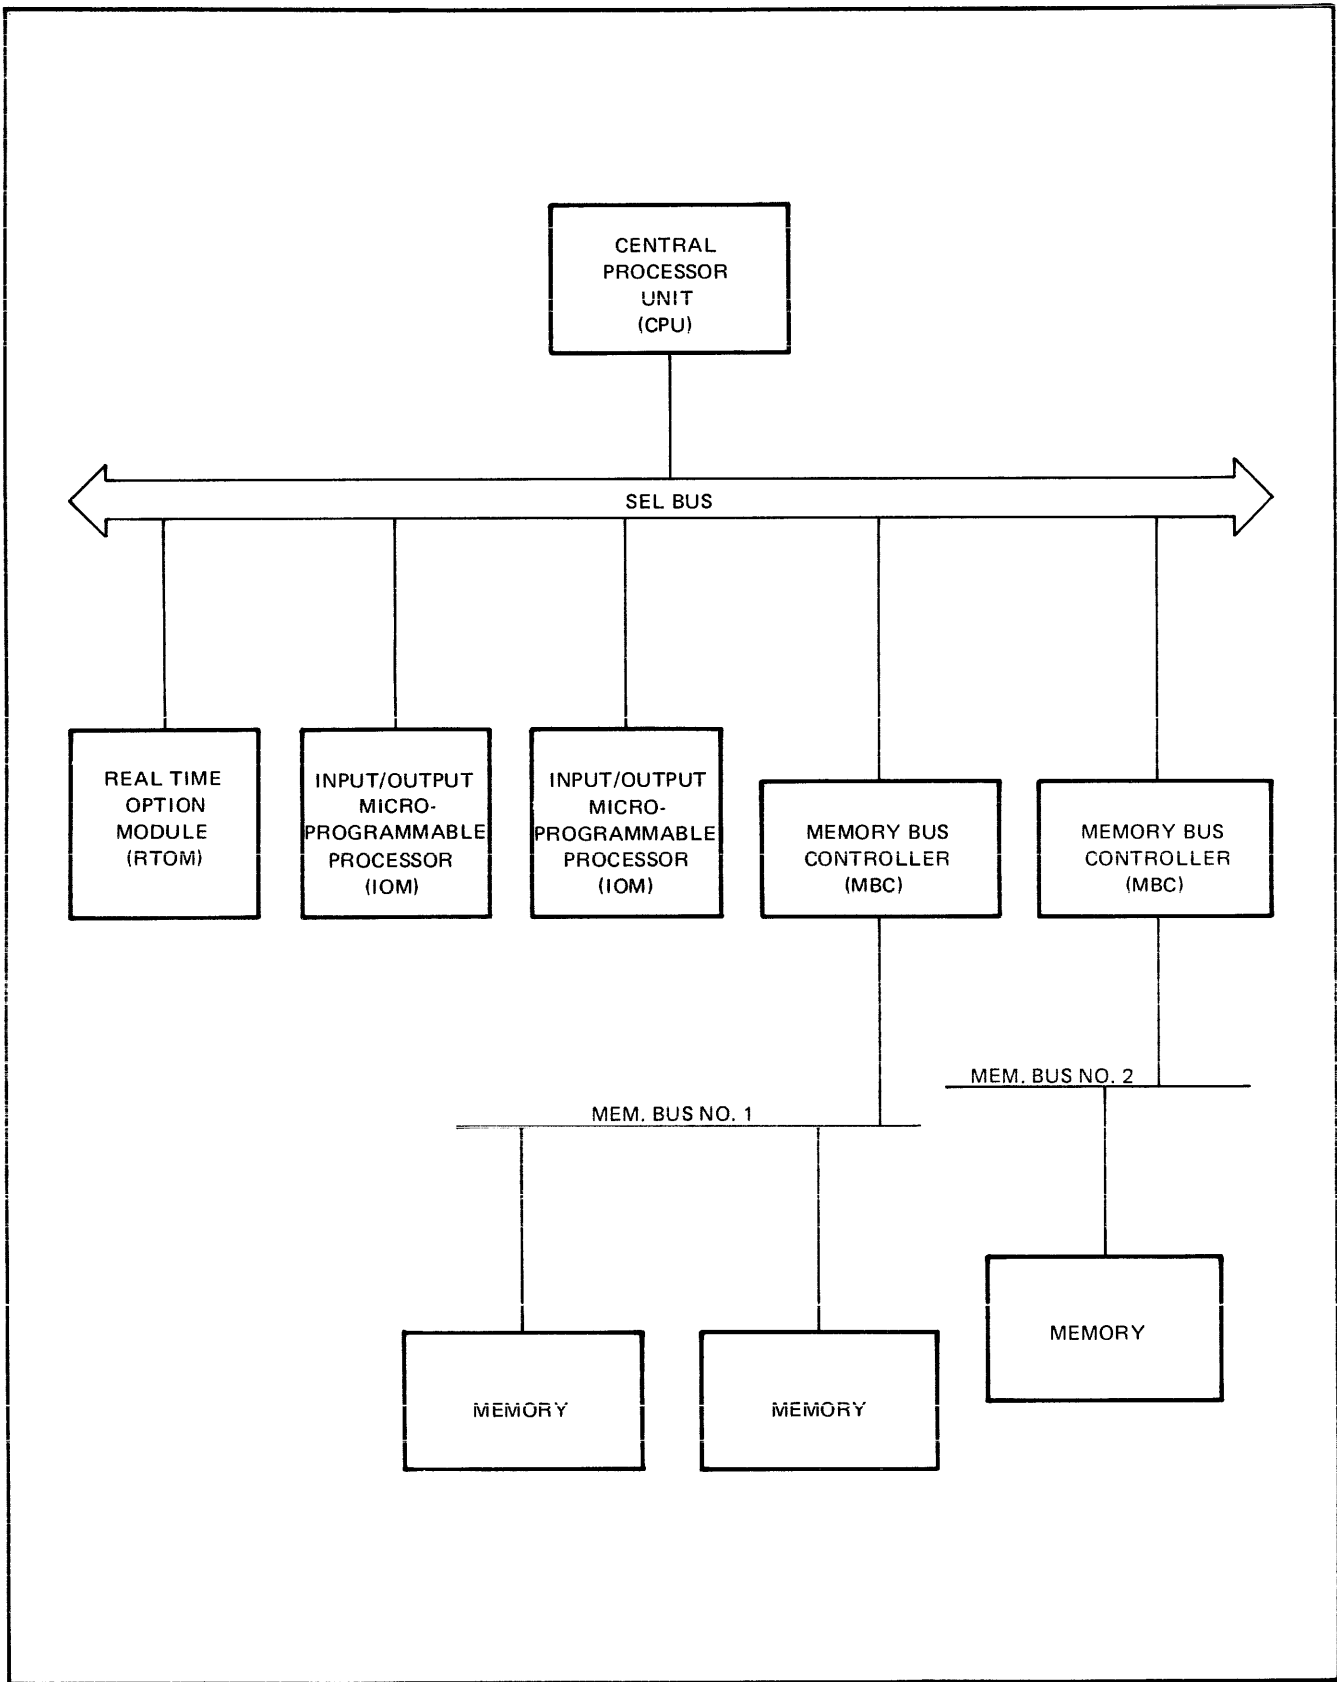 CENTRAL
PROCESSOR
UNIT
(CPU)
SEL BUS
REAL TIME
OPTION
MODULE
(RTOM)
INPUT/OUTPUT
MICRO-
PROGRAMMABLE
PROCESSOR
(IOM)
INPUT/OUTPUT
MICRO-
PROGRAMMABLE
PROCESSOR
(IOM)
MEMORY BUS
CONTROLLER
(MBC)
MEMORY BUS
CONTROLLER
(MBC)
MEM. BUS NO. 2
MEM. BUS NO. 1
MEMORY
MEMORY
MEMORY